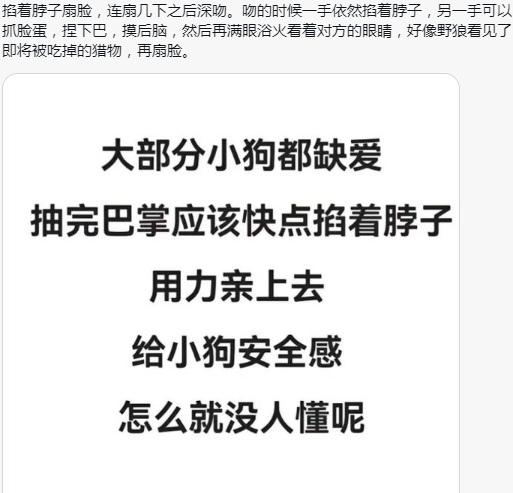 掐着脖子扇脸，连扇几下之后深吻。吻的时候一手依然掐着脖子，另一手可以
抓脸蛋，捏下巴，摸后脑，然后再满眼浴火看着对方的眼睛，好像野狼看见了
即将被吃掉的猎物，再扇脸。
大部分小狗都缺爱
抽完巴掌应该快点掐着脖子
用力亲上去
给小狗安全感
怎么就没人懂呢